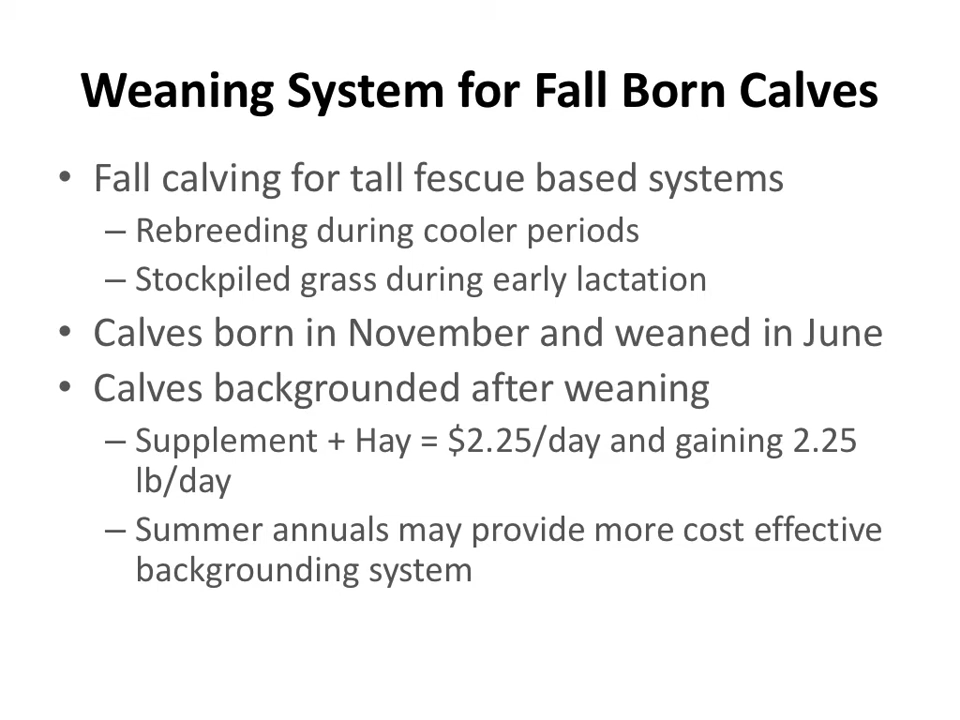 Weaning System for Fall Born Calves
• Fall calving for tall fescue based systems
– Rebreeding during cooler periods
– Stockpiled grass during early lactation
• Calves born in November and weaned in June
• Calves backgrounded after weaning
– Supplement + Hay = $2.25/day and gaining 2.25
lb/day
– Summer annuals may provide more cost effective
backgrounding system